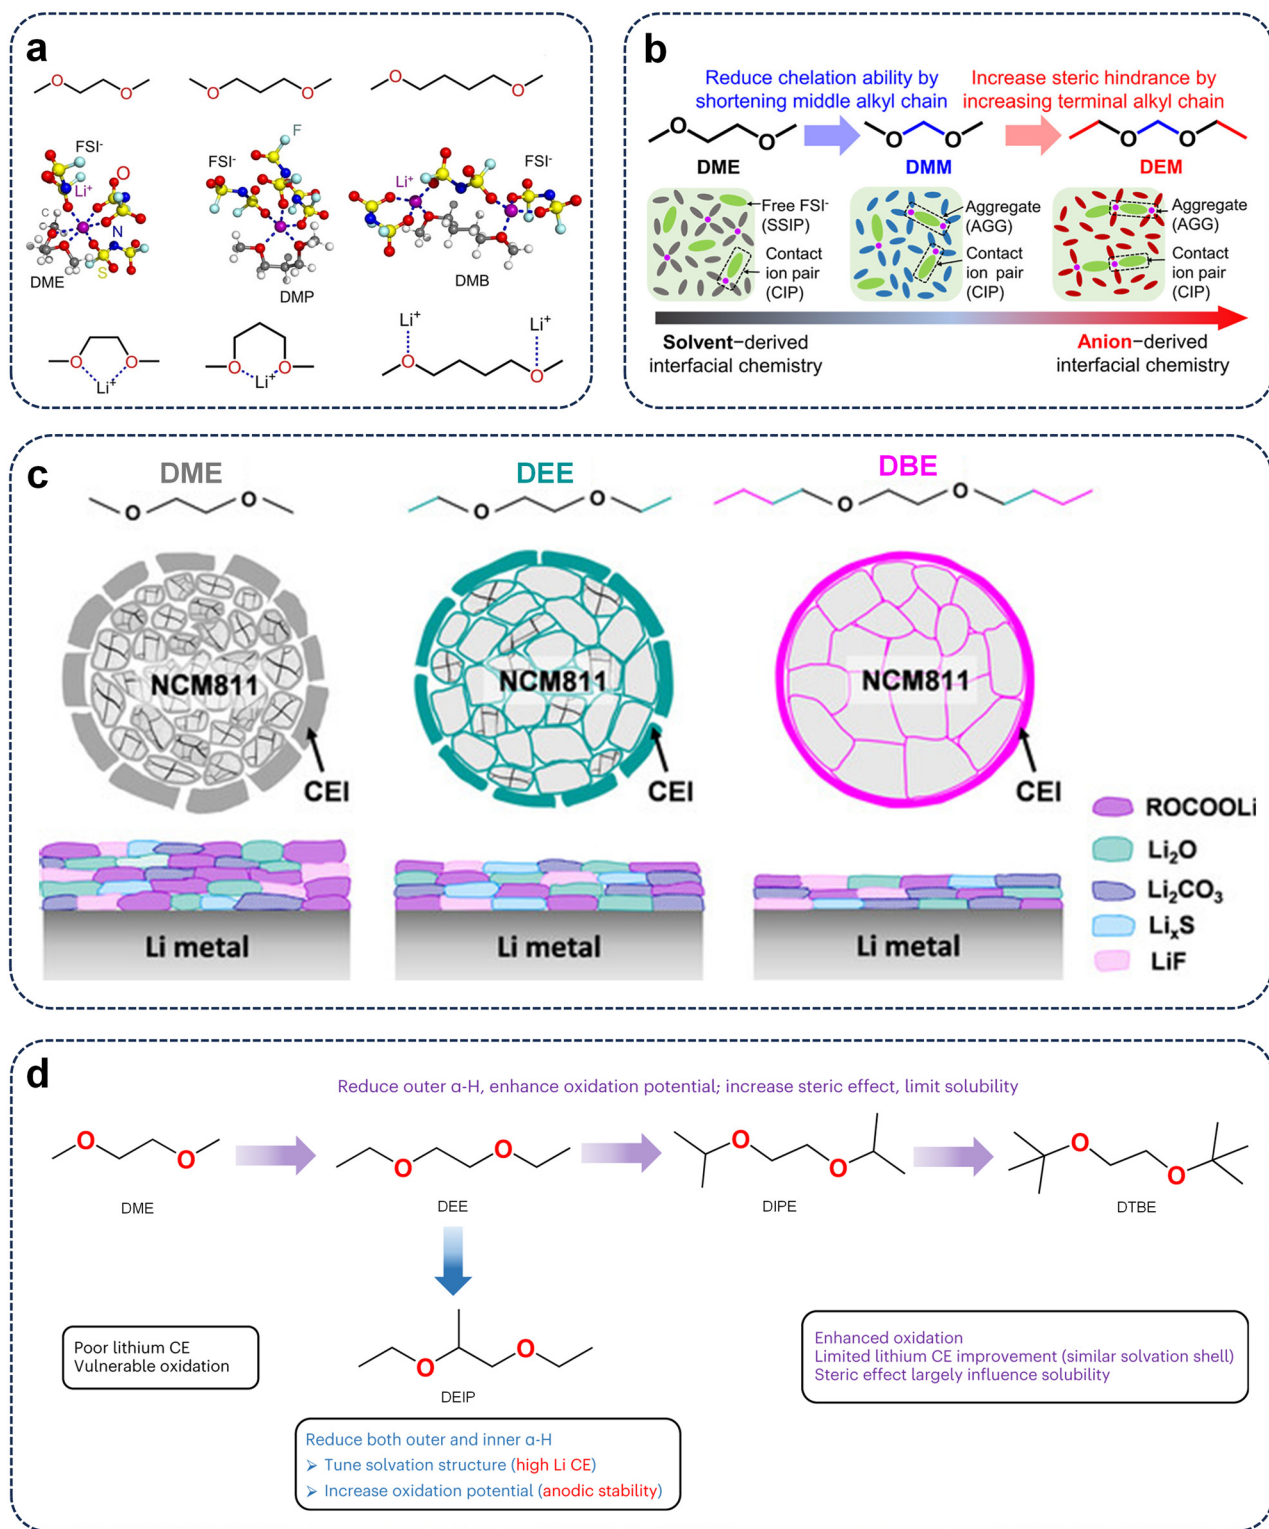 a
O
O
O
O
O
O
F
FSI⁻
FSI⁻
FSI⁻
O
Li⁺
Li⁺
C
H
N
S
DME
DMP
DMB
Li⁺
Li⁺
O
O
O
O
O
O
Li⁺
Li⁺
b
Reduce chelation ability by
shortening middle alkyl chain
Increase steric hindrance by
increasing terminal alkyl chain
O
O
O
O
O
O
DME
DMM
DEM
Free FSI⁻
(SSIP)
Contact
ion pair
(CIP)
Aggregate
(AGG)
Contact
ion pair
(CIP)
Aggregate
(AGG)
Contact
ion pair
(CIP)
Solvent−derived
interfacial chemistry
Anion−derived
interfacial chemistry
c
DME
DEE
DBE
O
O
O
O
O
O
NCM811
NCM811
NCM811
CEI
CEI
CEI
ROCOOLi
Li₂O
Li₂CO₃
LiₓS
LiF
Li metal
Li metal
Li metal
d
Reduce outer α-H, enhance oxidation potential; increase steric effect, limit solubility
O
O
O
O
O
O
O
O
DME
DEE
DIPE
DTBE
O
O
DEIP
Poor lithium CE
Vulnerable oxidation
Enhanced oxidation
Limited lithium CE improvement (similar solvation shell)
Steric effect largely influence solubility
Reduce both outer and inner α-H
➢ Tune solvation structure (high Li CE)
➢ Increase oxidation potential (anodic stability)